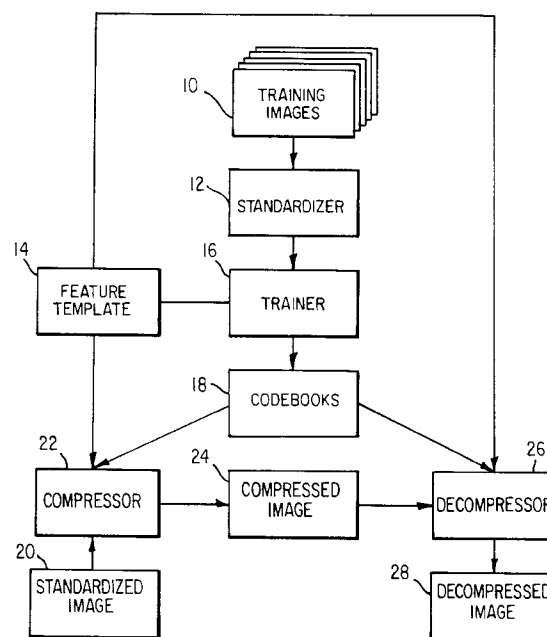 10
TRAINING
IMAGES
12
STANDARDIZER
14
FEATURE
TEMPLATE
16
TRAINER
18
CODEBOOKS
22
COMPRESSOR
24
COMPRESSED
IMAGE
26
DECOMPRESSOR
20
STANDARDIZED
IMAGE
28
DECOMPRESSED
IMAGE